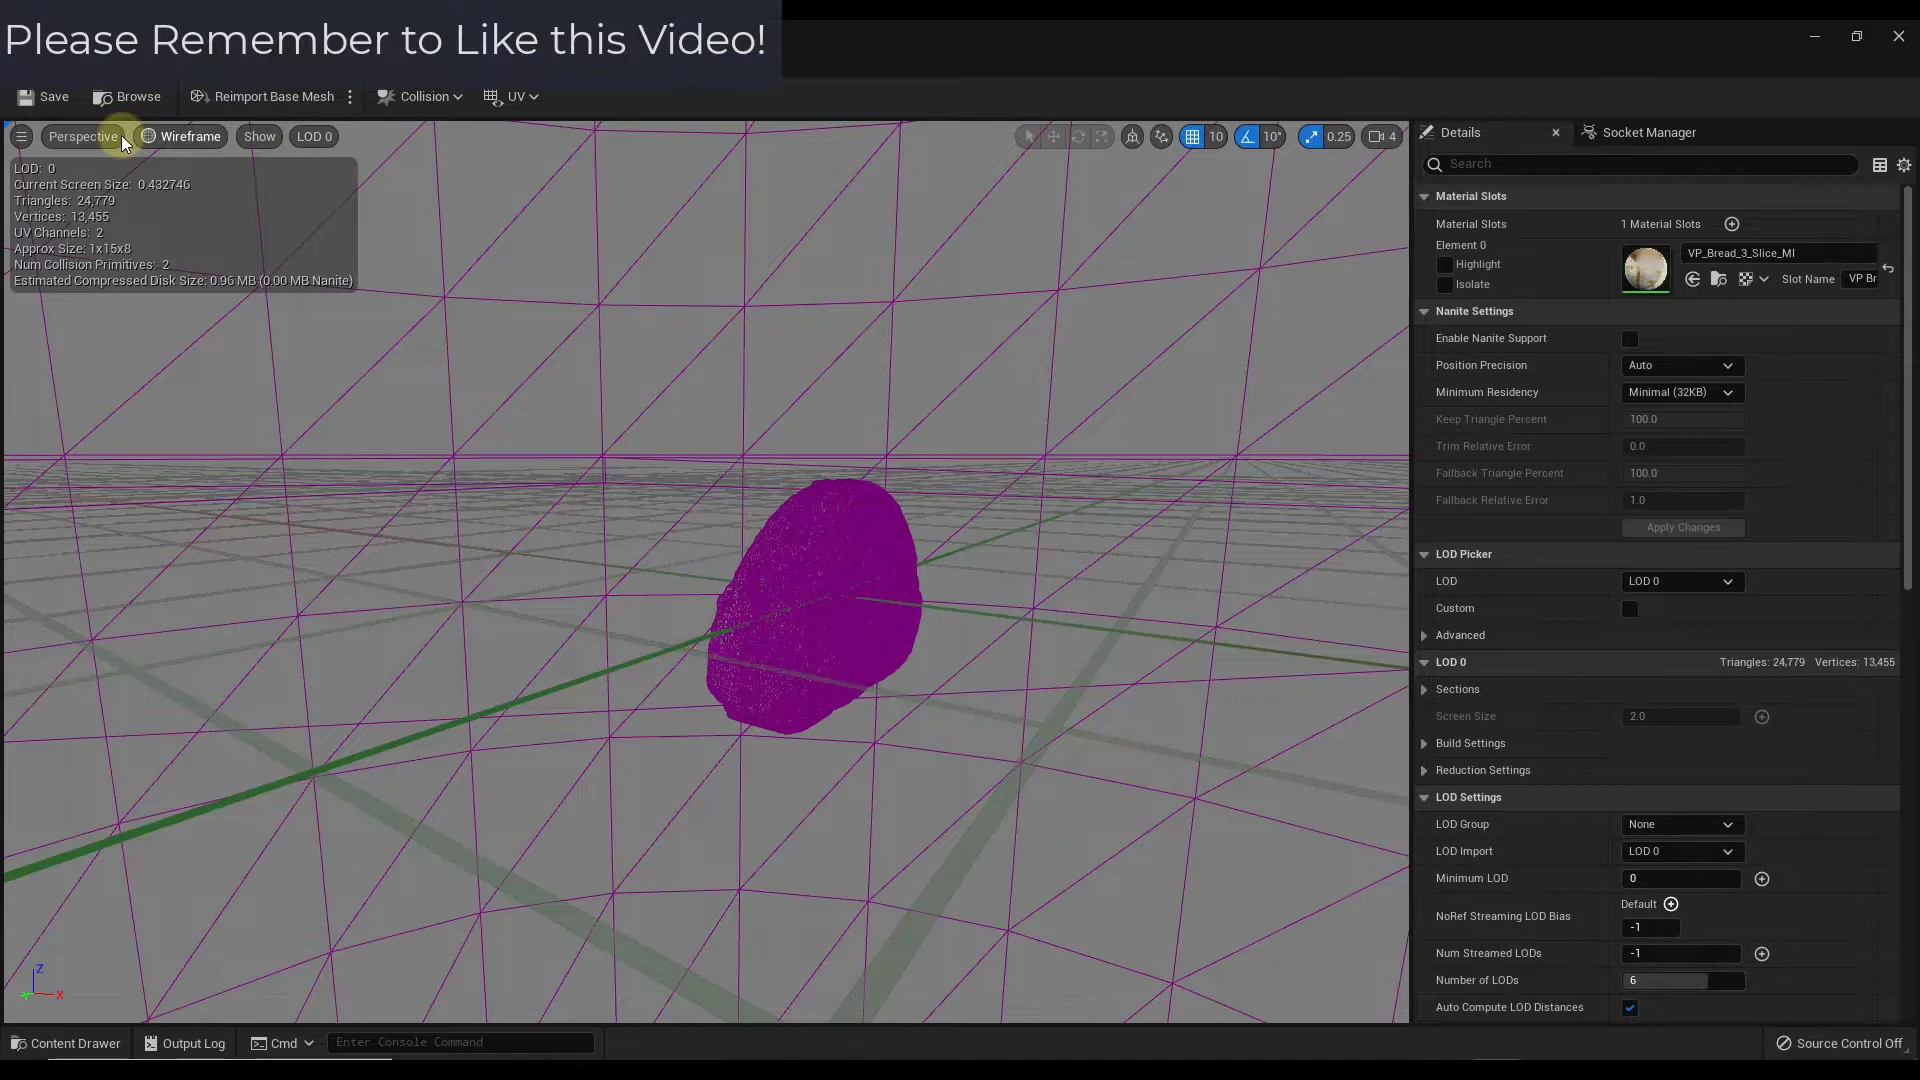 Please Remember to Like this Video!
Save
Browse
Reimport Base Mesh
Collision
UV
Perspective
Wireframe
Show
LOD 0
10
10°
0.25
4
LOD: 0
Current Screen Size: 0.432746
Triangles: 24,779
Vertices: 13,455
UV Channels: 2
Approx Size: 1x15x8
Num Collision Primitives: 2
Estimated Compressed Disk Size: 0.96 MB (0.00 MB Nanite)
Z
Y
X
Details
Socket Manager
Search
Material Slots
Material Slots 1 Material Slots
Element 0
VP_Bread_3_Slice_MI
Highlight
Isolate
Slot Name VP Br
Nanite Settings
Enable Nanite Support
Position Precision Auto
Minimum Residency Minimal (32KB)
Keep Triangle Percent 100.0
Trim Relative Error 0.0
Fallback Triangle Percent 100.0
Fallback Relative Error 1.0
Apply Changes
LOD Picker
LOD LOD 0
Custom
Advanced
LOD 0 Triangles: 24,779 Vertices: 13,455
Sections
Screen Size 2.0
Build Settings
Reduction Settings
LOD Settings
LOD Group None
LOD Import LOD 0
Minimum LOD 0
Default
NoRef Streaming LOD Bias
-1
Num Streamed LODs -1
Number of LODs 6
Auto Compute LOD Distances
Content Drawer
Output Log
Cmd
Enter Console Command
Source Control Off